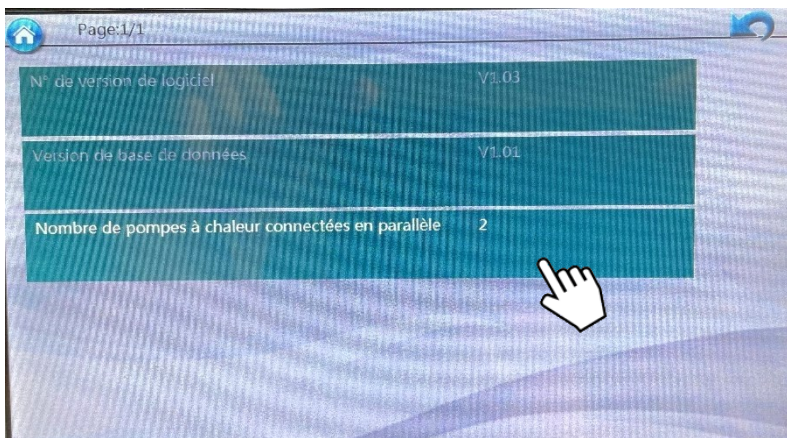 Page:1/1
N° de version de logiciel V1.03
Version de base de données V1.01
Nombre de pompes à chaleur connectées en parallèle 2